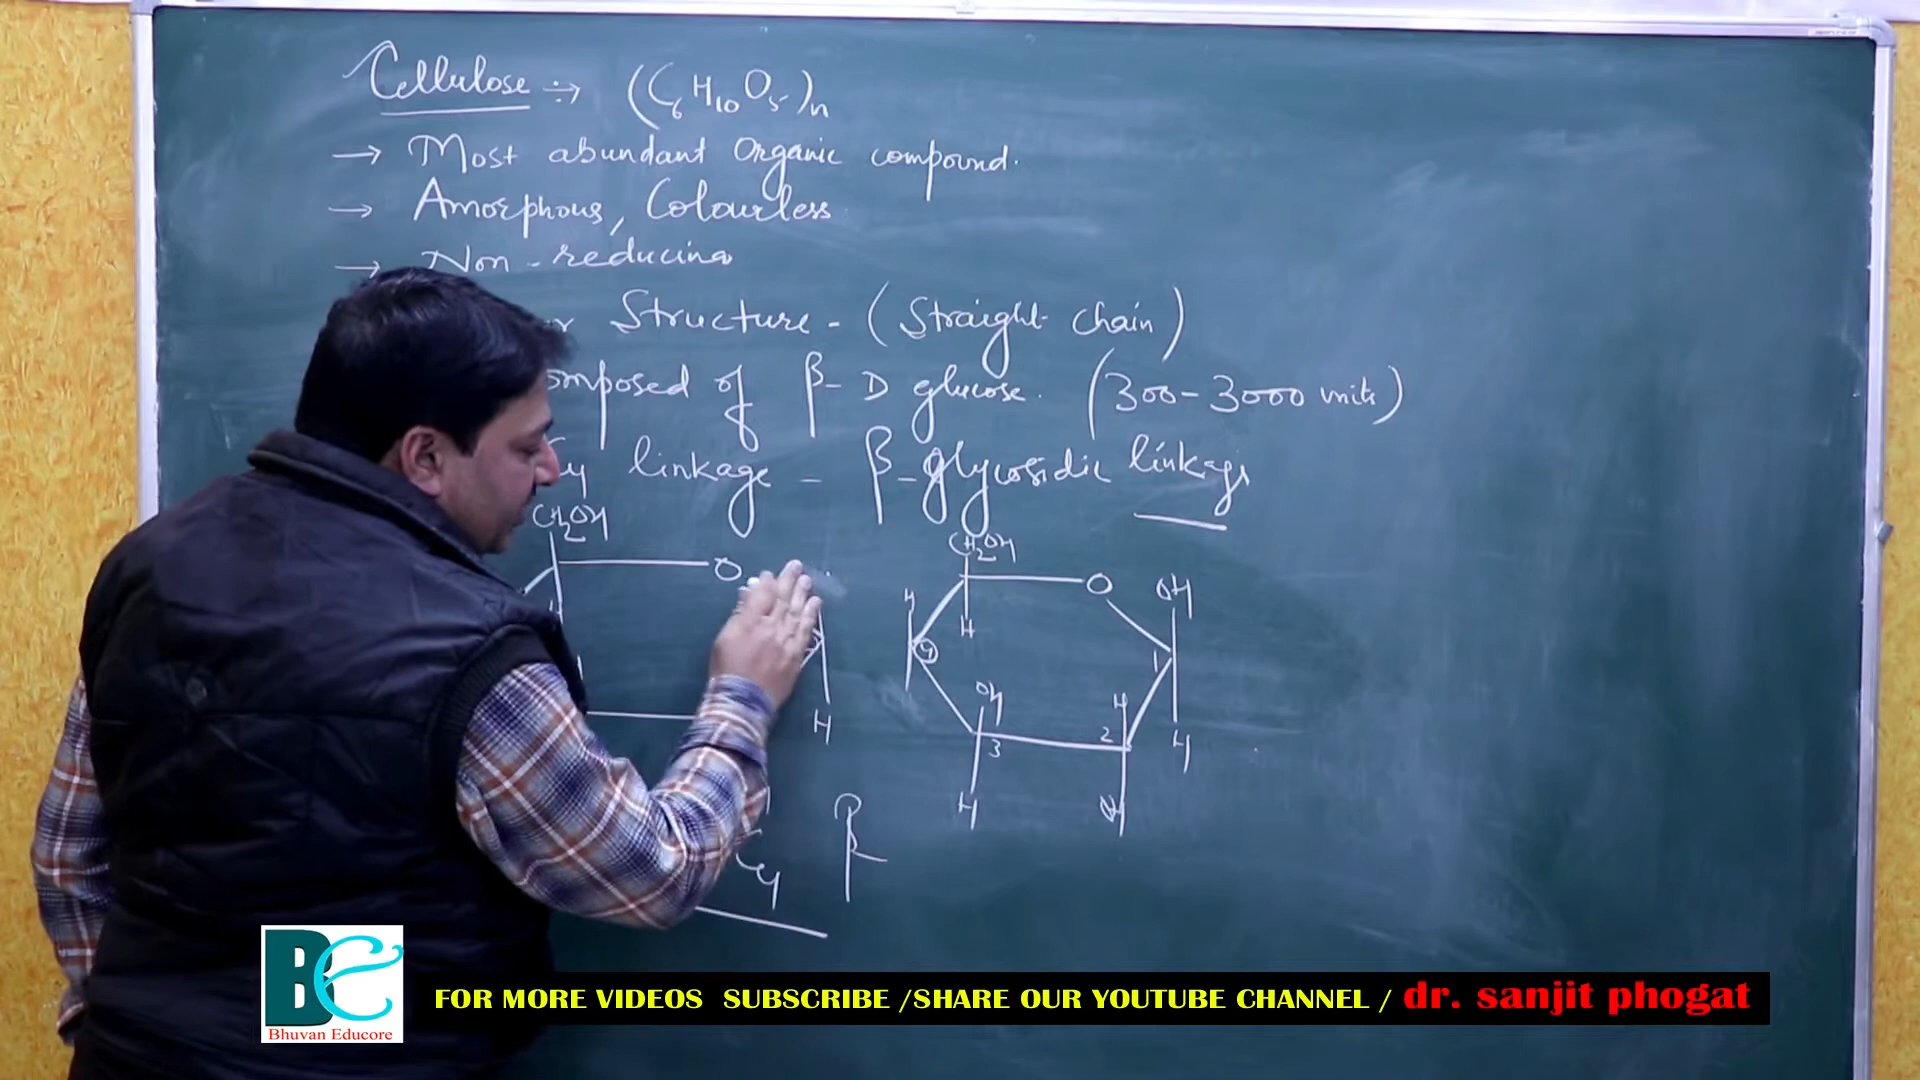 Cellulose :→ (C6H10O5)n
→ Most abundant Organic compound.
→ Amorphous, Colourless
→ Non-reducing
Structure - (Straight chain)
omposed of β- D glucose. (300-3000 units)
linkage - β-glycosidic linkage
CH2OH
CH2OH
O
O
OH
H
H
4
1
OH
H
3
2
H
H
H
OH
β
BE
Bhuvan Educore
FOR MORE VIDEOS SUBSCRIBE /SHARE OUR YOUTUBE CHANNEL / dr. sanjit phogat